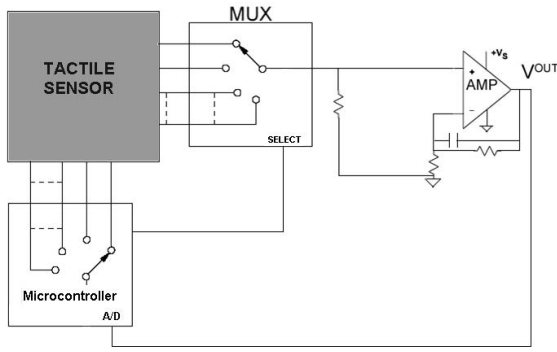 MUX
TACTILE
SENSOR
+Vs
VOUT
+
AMP
-
SELECT
Microcontroller
A/D